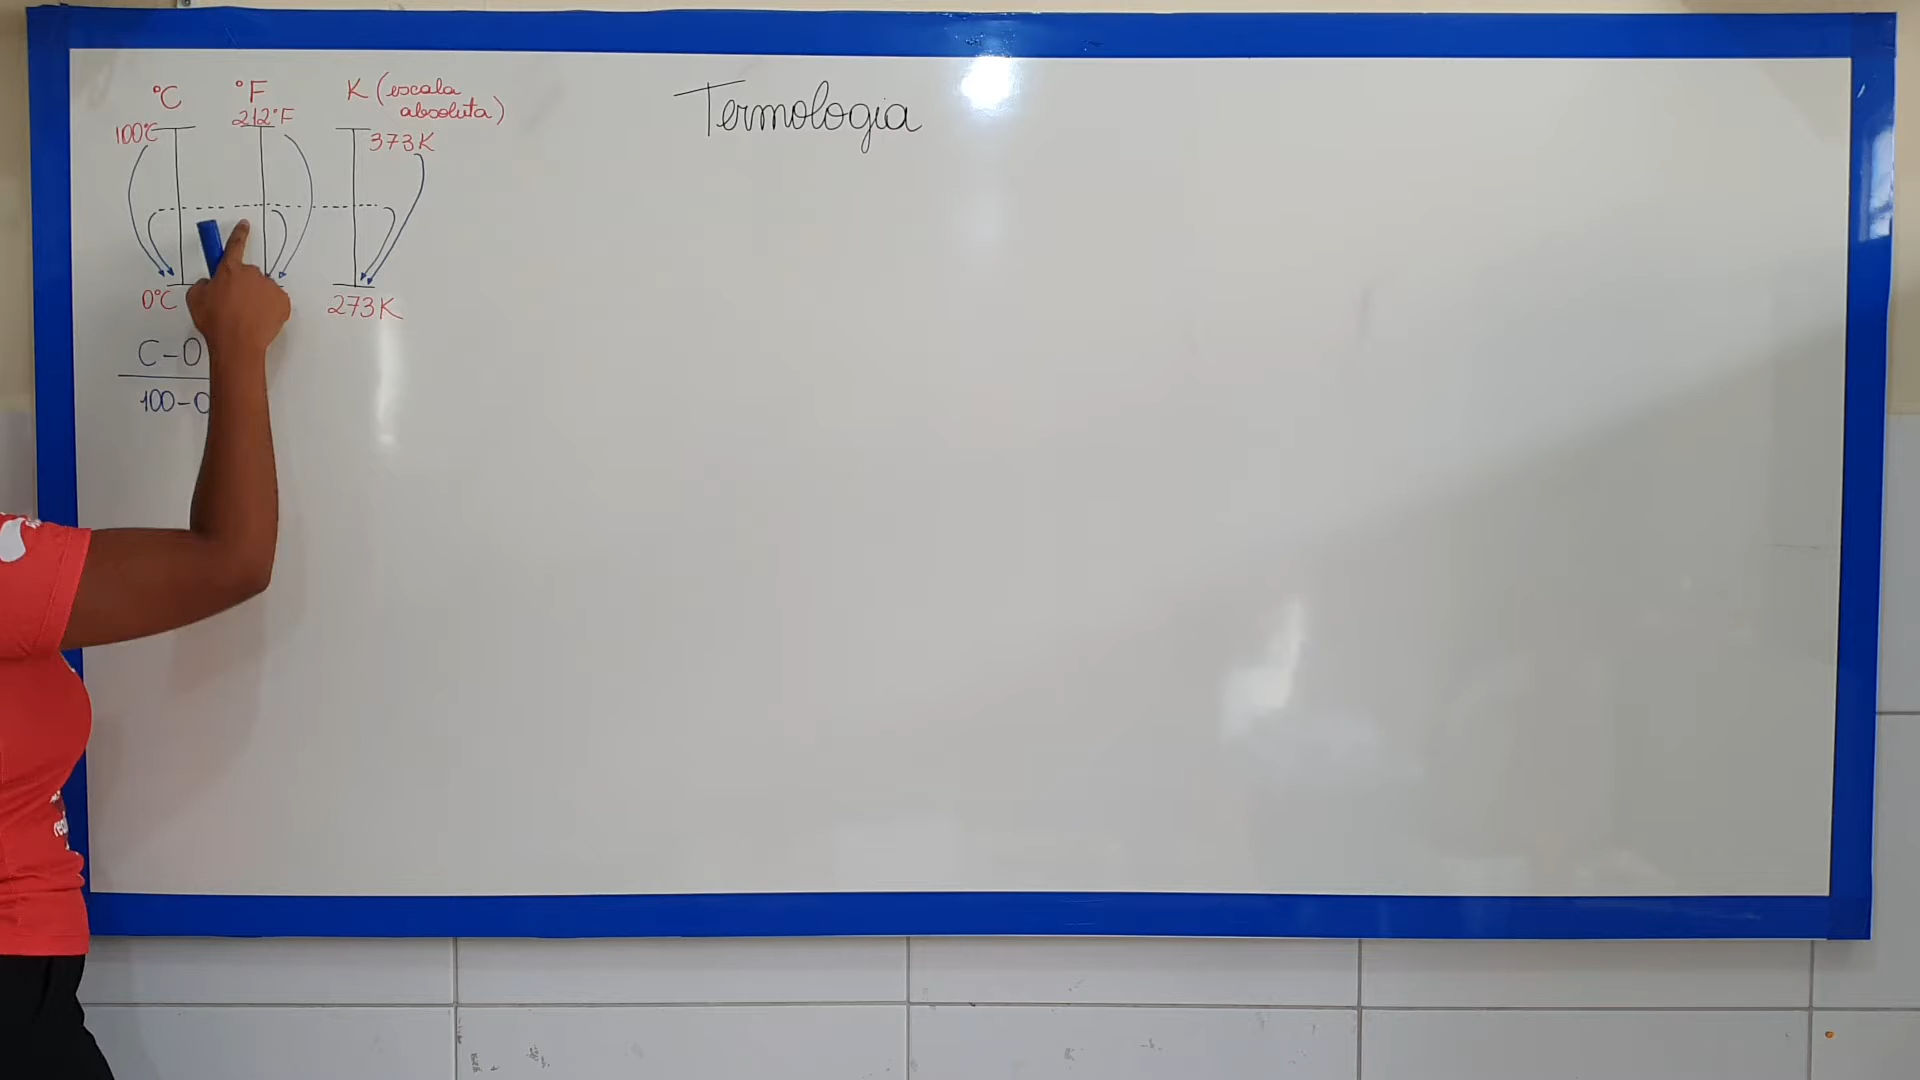 °C °F K (escala
absoluta)
100°C 212°F 373K
0°C 273K
C-0
100-0
Termologia